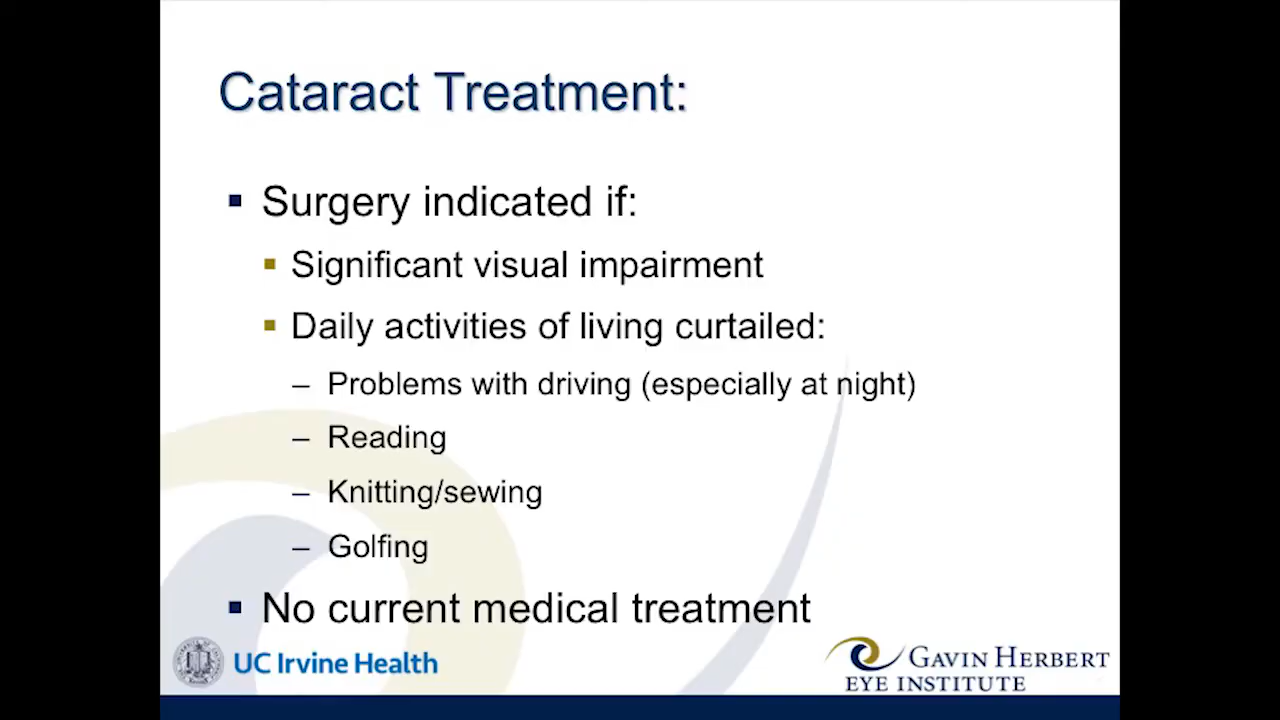 Cataract Treatment:
Surgery indicated if:
Significant visual impairment
Daily activities of living curtailed:
– Problems with driving (especially at night)
– Reading
– Knitting/sewing
– Golfing
No current medical treatment
UC Irvine Health
GAVIN HERBERT
EYE INSTITUTE